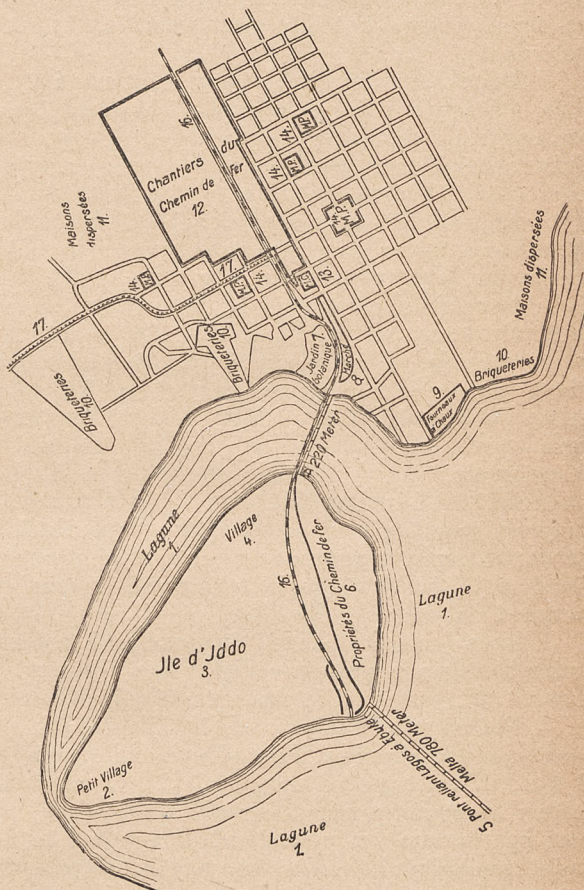 16.
Chantiers
du
Chemin de
Fer
12.
14.
M.P.
14.
M.P.
M.P.
Maisons
dispersées
11.
Maisons dispersées
11.
14.
17.
14.
13.
17.
Jardin 7.
botanique
Marché
8
10.
Briqueteries
Briqueteries
10.
10
Briqueteries
9.
Fourneaux
à Chaux
220 Meter
Lagune
1.
Village
4.
16.
Propriétés du Chemin de fer
6
Lagune
1.
Jle d'Jddo
3.
Petit Village
2.
5 Pont reliant Lagos à Ebute
Metta 780 Meter
Lagune
1.